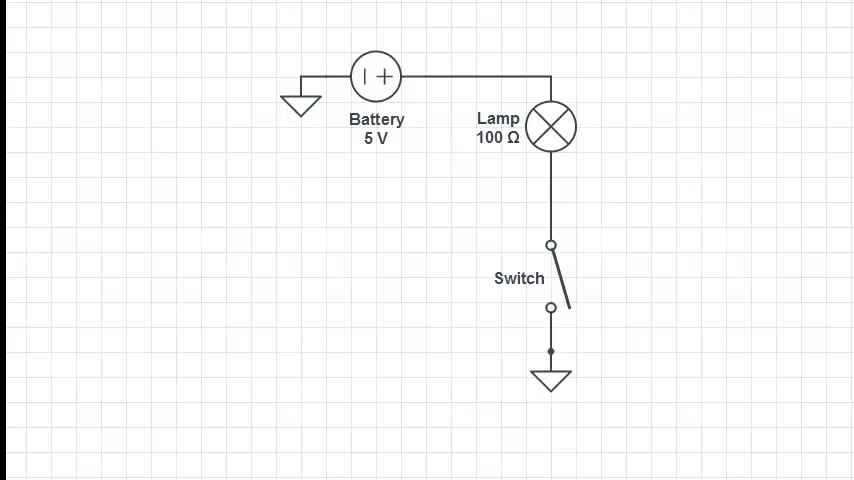 Battery
5 V
Lamp
100 Ω
Switch